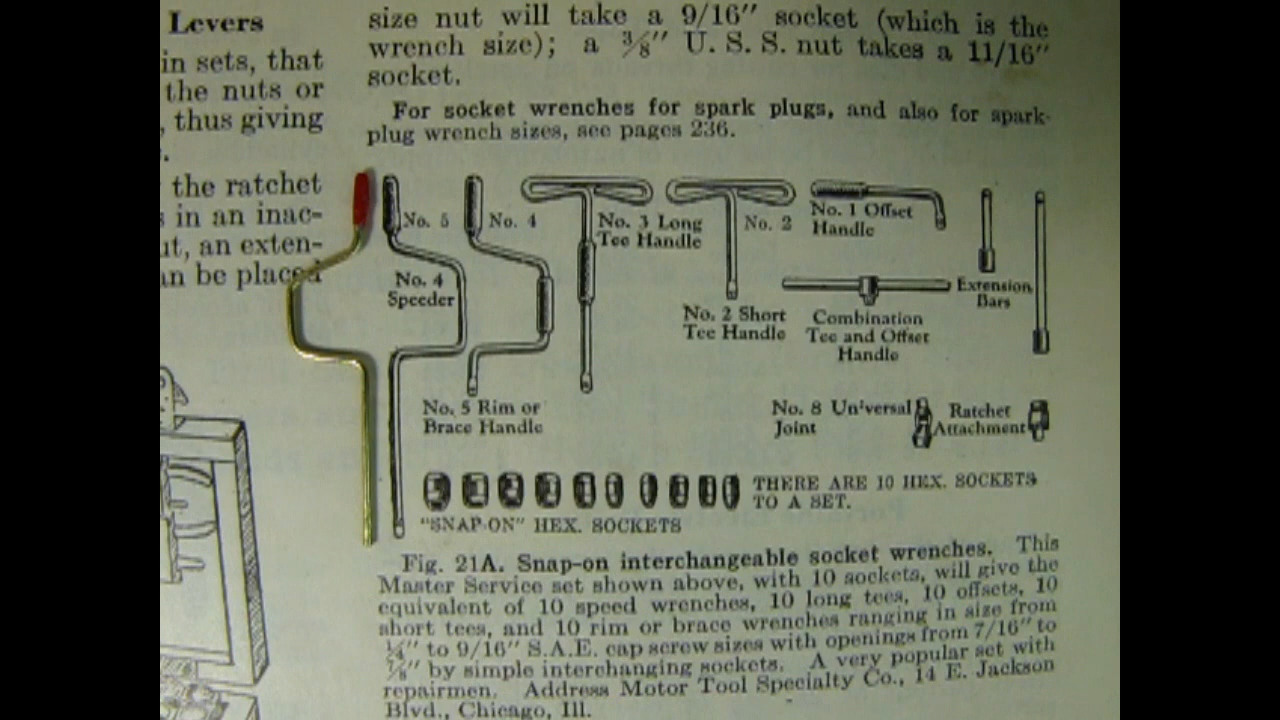 Levers
in sets, that
the nuts or
, thus giving
.
the ratchet
s in an inac-
ut, an exten-
an be placed
size nut will take a 9/16" socket (which is the
wrench size); a ⅜" U. S. S. nut takes a 11/16"
socket.
For socket wrenches for spark plugs, and also for spark-
plug wrench sizes, see pages 236.
No. 5
No. 4
No. 3 Long
Tee Handle
No. 2
No. 1 Offset
Handle
No. 4
Speeder
Extension
Bars
No. 2 Short
Tee Handle
Combination
Tee and Offset
Handle
No. 5 Rim or
Brace Handle
No. 8 Universal
Joint
Ratchet
Attachment
THERE ARE 10 HEX. SOCKETS
TO A SET.
"SNAP-ON" HEX. SOCKETS
Fig. 21A. Snap-on interchangeable socket wrenches. This
Master Service set shown above, with 10 sockets, will give the
equivalent of 10 speed wrenches, 10 long tees, 10 offsets, 10
short tees, and 10 rim or brace wrenches ranging in size from
¼" to 9/16" S.A.E. cap screw sizes with openings from 7/16" to
⅞" by simple interchanging sockets. A very popular set with
repairmen. Address Motor Tool Specialty Co., 14 E. Jackson
Blvd., Chicago, Ill.